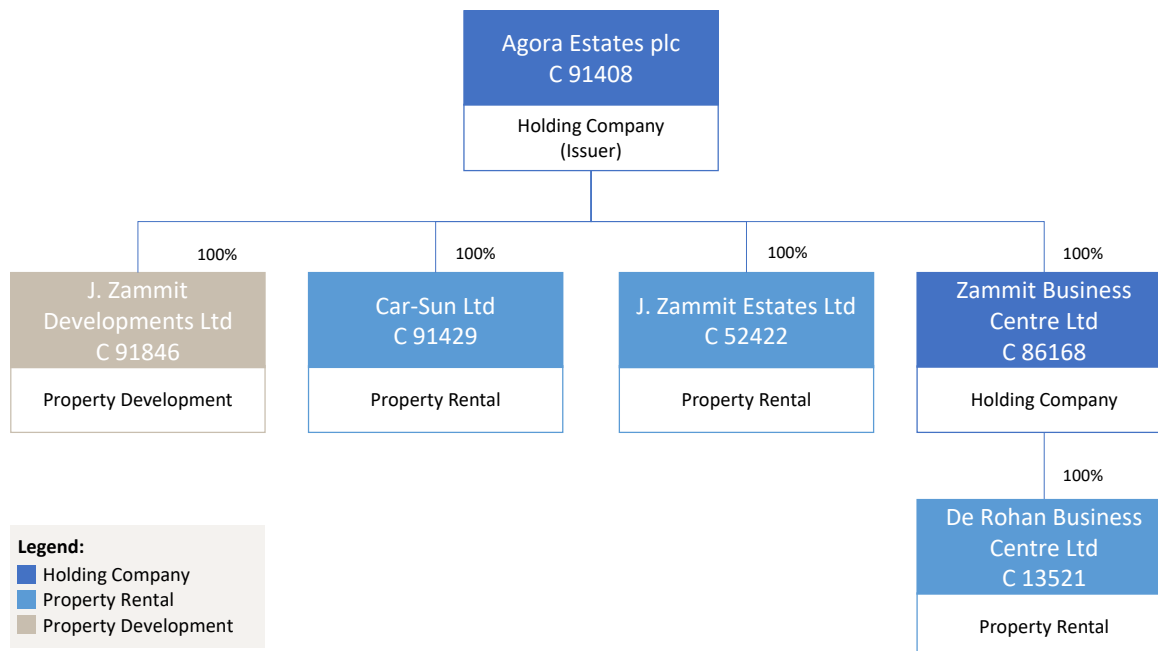 Agora Estates plc
C 91408
Holding Company
(Issuer)
100%
100%
100%
100%
J. Zammit
Developments Ltd
C 91846
Property Development
Car-Sun Ltd
C 91429
Property Rental
J. Zammit Estates Ltd
C 52422
Property Rental
Zammit Business
Centre Ltd
C 86168
Holding Company
100%
De Rohan Business
Centre Ltd
C 13521
Property Rental
Legend:
Holding Company
Property Rental
Property Development